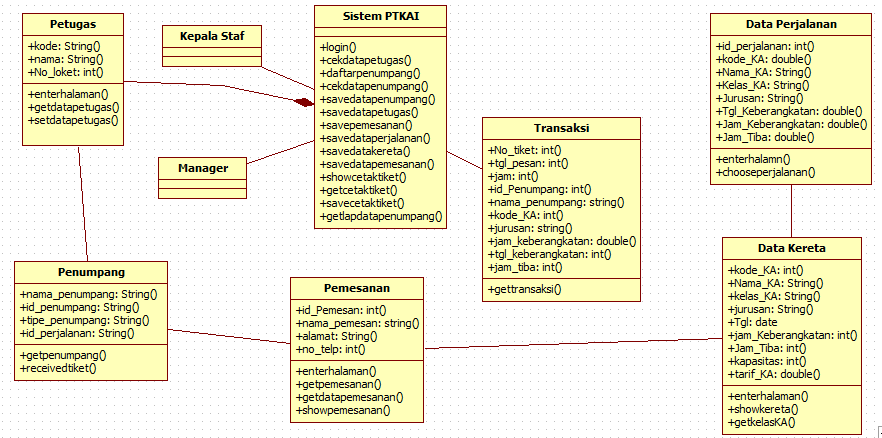 Petugas
+kode: String()
+nama: String()
+No_loket: int()
+enterhalaman()
+getdatapetugas()
+setdatapetugas()
Kepala Staf
Manager
Sistem PTKAI
+login()
+cekdatapetugas()
+daftarpenumpang()
+cekdatapenumpang()
+savedatapenumpang()
+savedatapetugas()
+savepemesanan()
+savedataperjalanan()
+savedatakereta()
+savedatapemesanan()
+showcetaktiket()
+getcetaktiket()
+savecetaktiket()
+getlapdatapenumpang()
Transaksi
+No_tiket: int()
+tgl_pesan: int()
+jam: int()
+id_Penumpang: int()
+nama_penumpang: string()
+kode_KA: int()
+jurusan: string()
+jam_keberangkatan: double()
+tgl_keberangkatan: int()
+jam_tiba: int()
+gettransaksi()
Data Perjalanan
+id_perjalanan: int()
+kode_KA: double()
+Nama_KA: String()
+Kelas_KA: String()
+Jurusan: String()
+Tgl_Keberangkatan: double()
+Jam_Keberangkatan: double()
+Jam_Tiba: double()
+enterhalamn()
+chooseperjalanan()
Penumpang
+nama_penumpang: String()
+id_penumpang: String()
+tipe_penumpang: String()
+id_perjalanan: String()
+getpenumpang()
+receivedtiket()
Pemesanan
+id_Pemesan: int()
+nama_pemesan: string()
+alamat: String()
+no_telp: int()
+enterhalaman()
+getpemesanan()
+getdatapemesanan()
+showpemesanan()
Data Kereta
+kode_KA: int()
+Nama_KA: String()
+kelas_KA: String()
+jurusan: String()
+Tgl: date
+jam_Keberangkatan: int()
+Jam_Tiba: int()
+kapasitas: int()
+tarif_KA: double()
+enterhalaman()
+showkereta()
+getkelasKA()